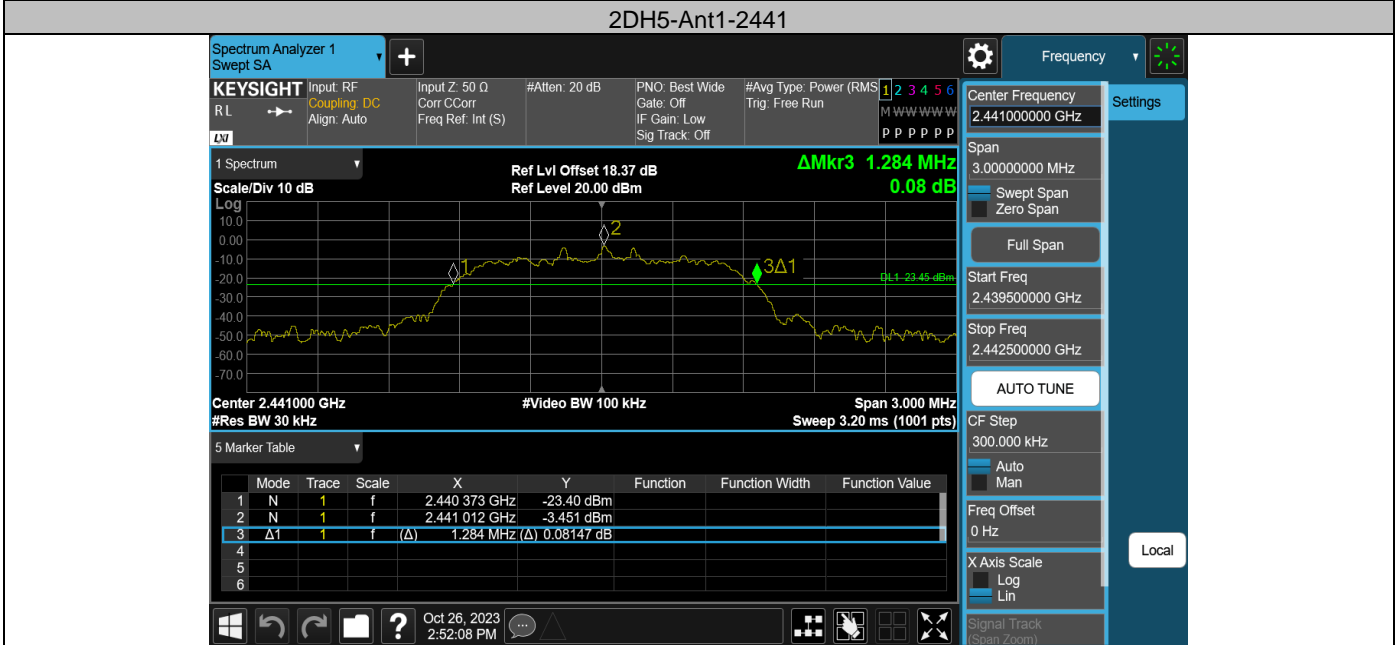 2DH5-Ant1-2441
Spectrum Analyzer 1
Swept SA
+
Frequency
KEYSIGHT
R L
LXI
Input: RF
Coupling: DC
Align: Auto
Input Z: 50 Ω
Corr CCorr
Freq Ref: Int (S)
#Atten: 20 dB
PNO: Best Wide
Gate: Off
IF Gain: Low
Sig Track: Off
#Avg Type: Power (RMS
Trig: Free Run
1 2 3 4 5 6
M W W W W W
P P P P P P
Center Frequency
2.441000000 GHz
Settings
1 Spectrum
Ref Lvl Offset 18.37 dB
ΔMkr3 1.284 MHz
Scale/Div 10 dB
Ref Level 20.00 dBm
0.08 dB
Log
10.0
0.00
-10.0
-20.0
-30.0
-40.0
-50.0
-60.0
-70.0
1
2
3Δ1
DL1 -23.45 dBm
Center 2.441000 GHz
#Video BW 100 kHz
Span 3.000 MHz
#Res BW 30 kHz
Sweep 3.20 ms (1001 pts)
Span
3.00000000 MHz
Swept Span
Zero Span
Full Span
Start Freq
2.439500000 GHz
Stop Freq
2.442500000 GHz
AUTO TUNE
CF Step
300.000 kHz
Auto
Man
Freq Offset
0 Hz
X Axis Scale
Log
Lin
Signal Track
(Span Zoom)
Local
5 Marker Table
Mode Trace Scale X Y Function Function Width Function Value
1 N 1 f 2.440 373 GHz -23.40 dBm
2 N 1 f 2.441 012 GHz -3.451 dBm
3 Δ1 1 f (Δ) 1.284 MHz (Δ) 0.08147 dB
4
5
6
?
Oct 26, 2023
2:52:08 PM